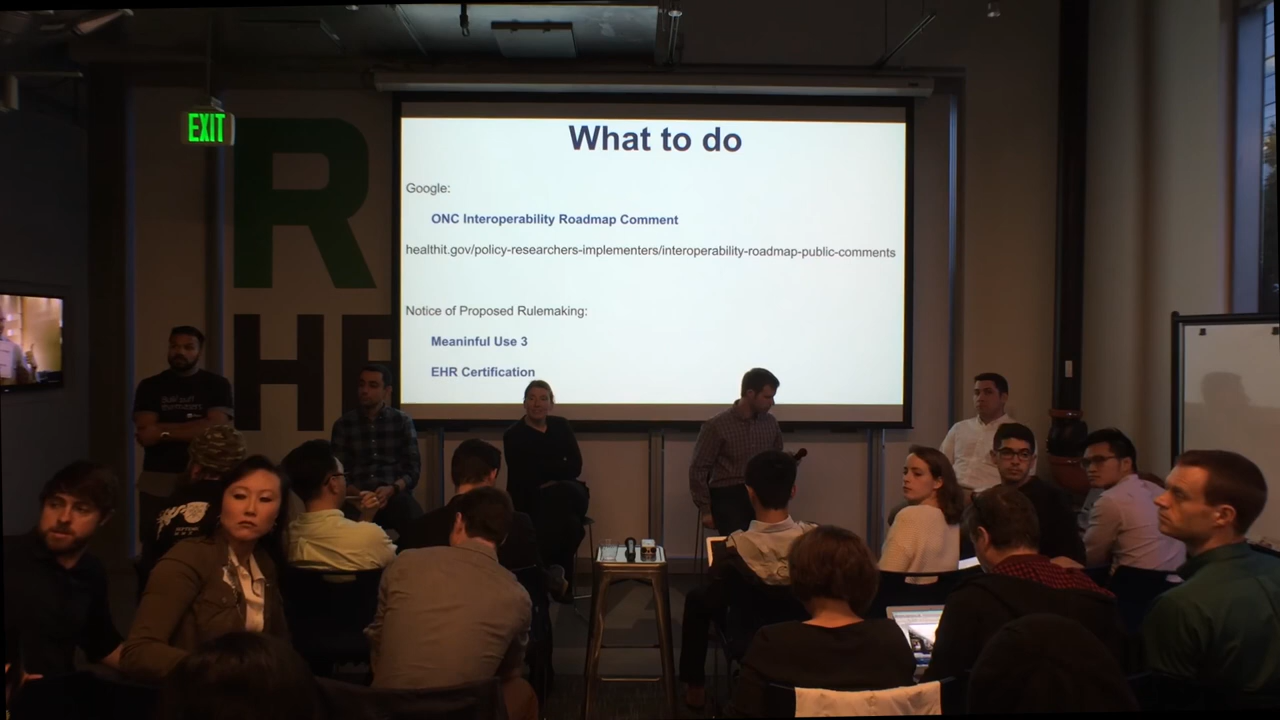 EXIT
R
HE
What to do
Google:
ONC Interoperability Roadmap Comment
healthit.gov/policy-researchers-implementers/interoperability-roadmap-public-comments
Notice of Proposed Rulemaking:
Meaninful Use 3
EHR Certification